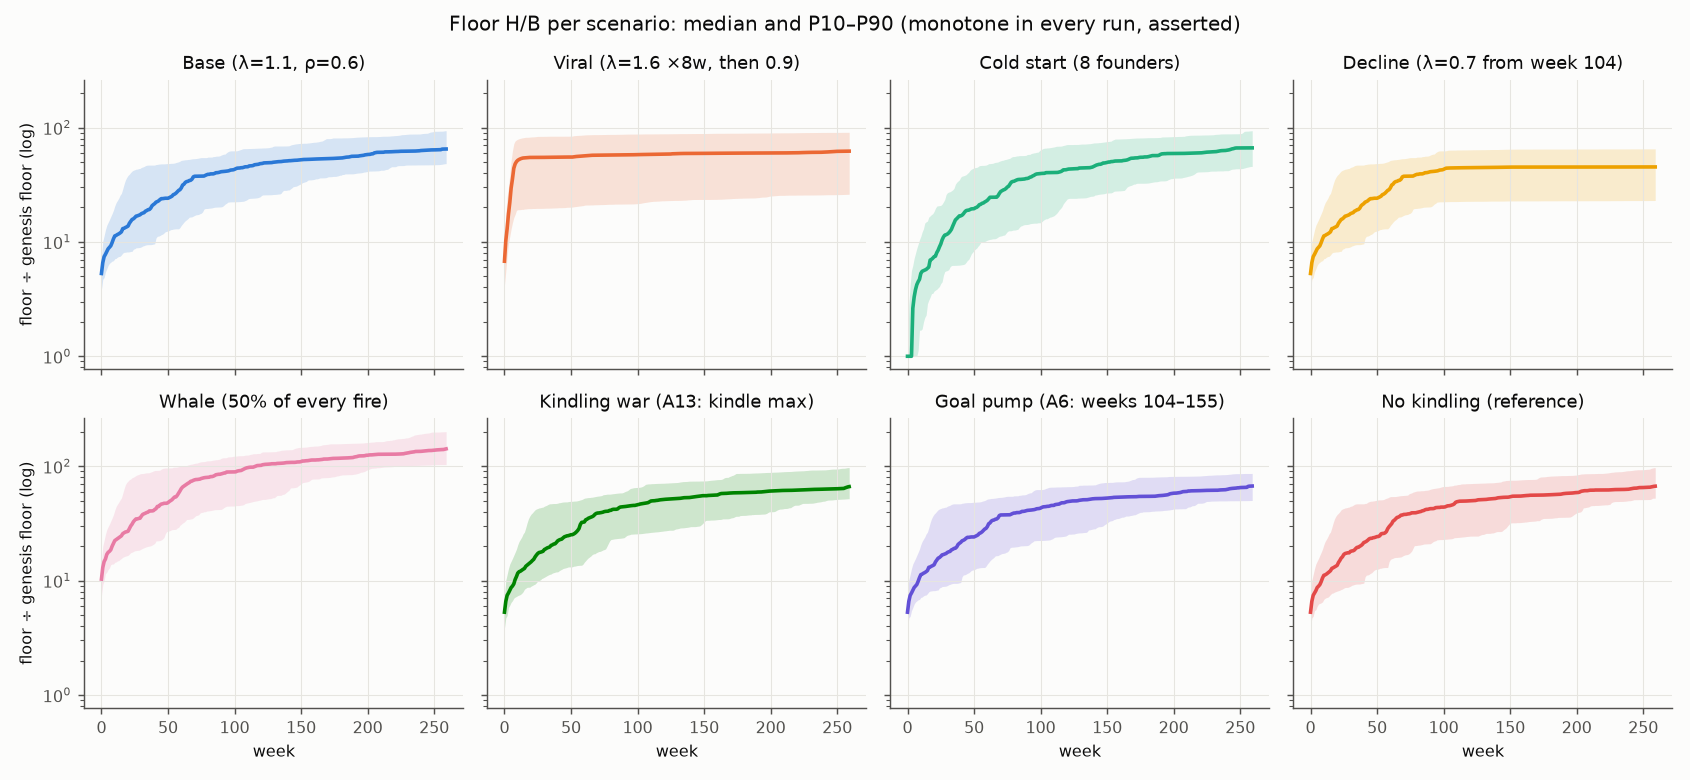 Floor H/B per scenario: median and P10–P90 (monotone in every run, asserted)
Base (λ=1.1, ρ=0.6)
Viral (λ=1.6 ×8w, then 0.9)
Cold start (8 founders)
Decline (λ=0.7 from week 104)
floor ÷ genesis floor (log)
10²
10¹
10⁰
Whale (50% of every fire)
Kindling war (A13: kindle max)
Goal pump (A6: weeks 104–155)
No kindling (reference)
floor ÷ genesis floor (log)
10²
10¹
10⁰
0 50 100 150 200 250
0 50 100 150 200 250
0 50 100 150 200 250
0 50 100 150 200 250
week
week
week
week